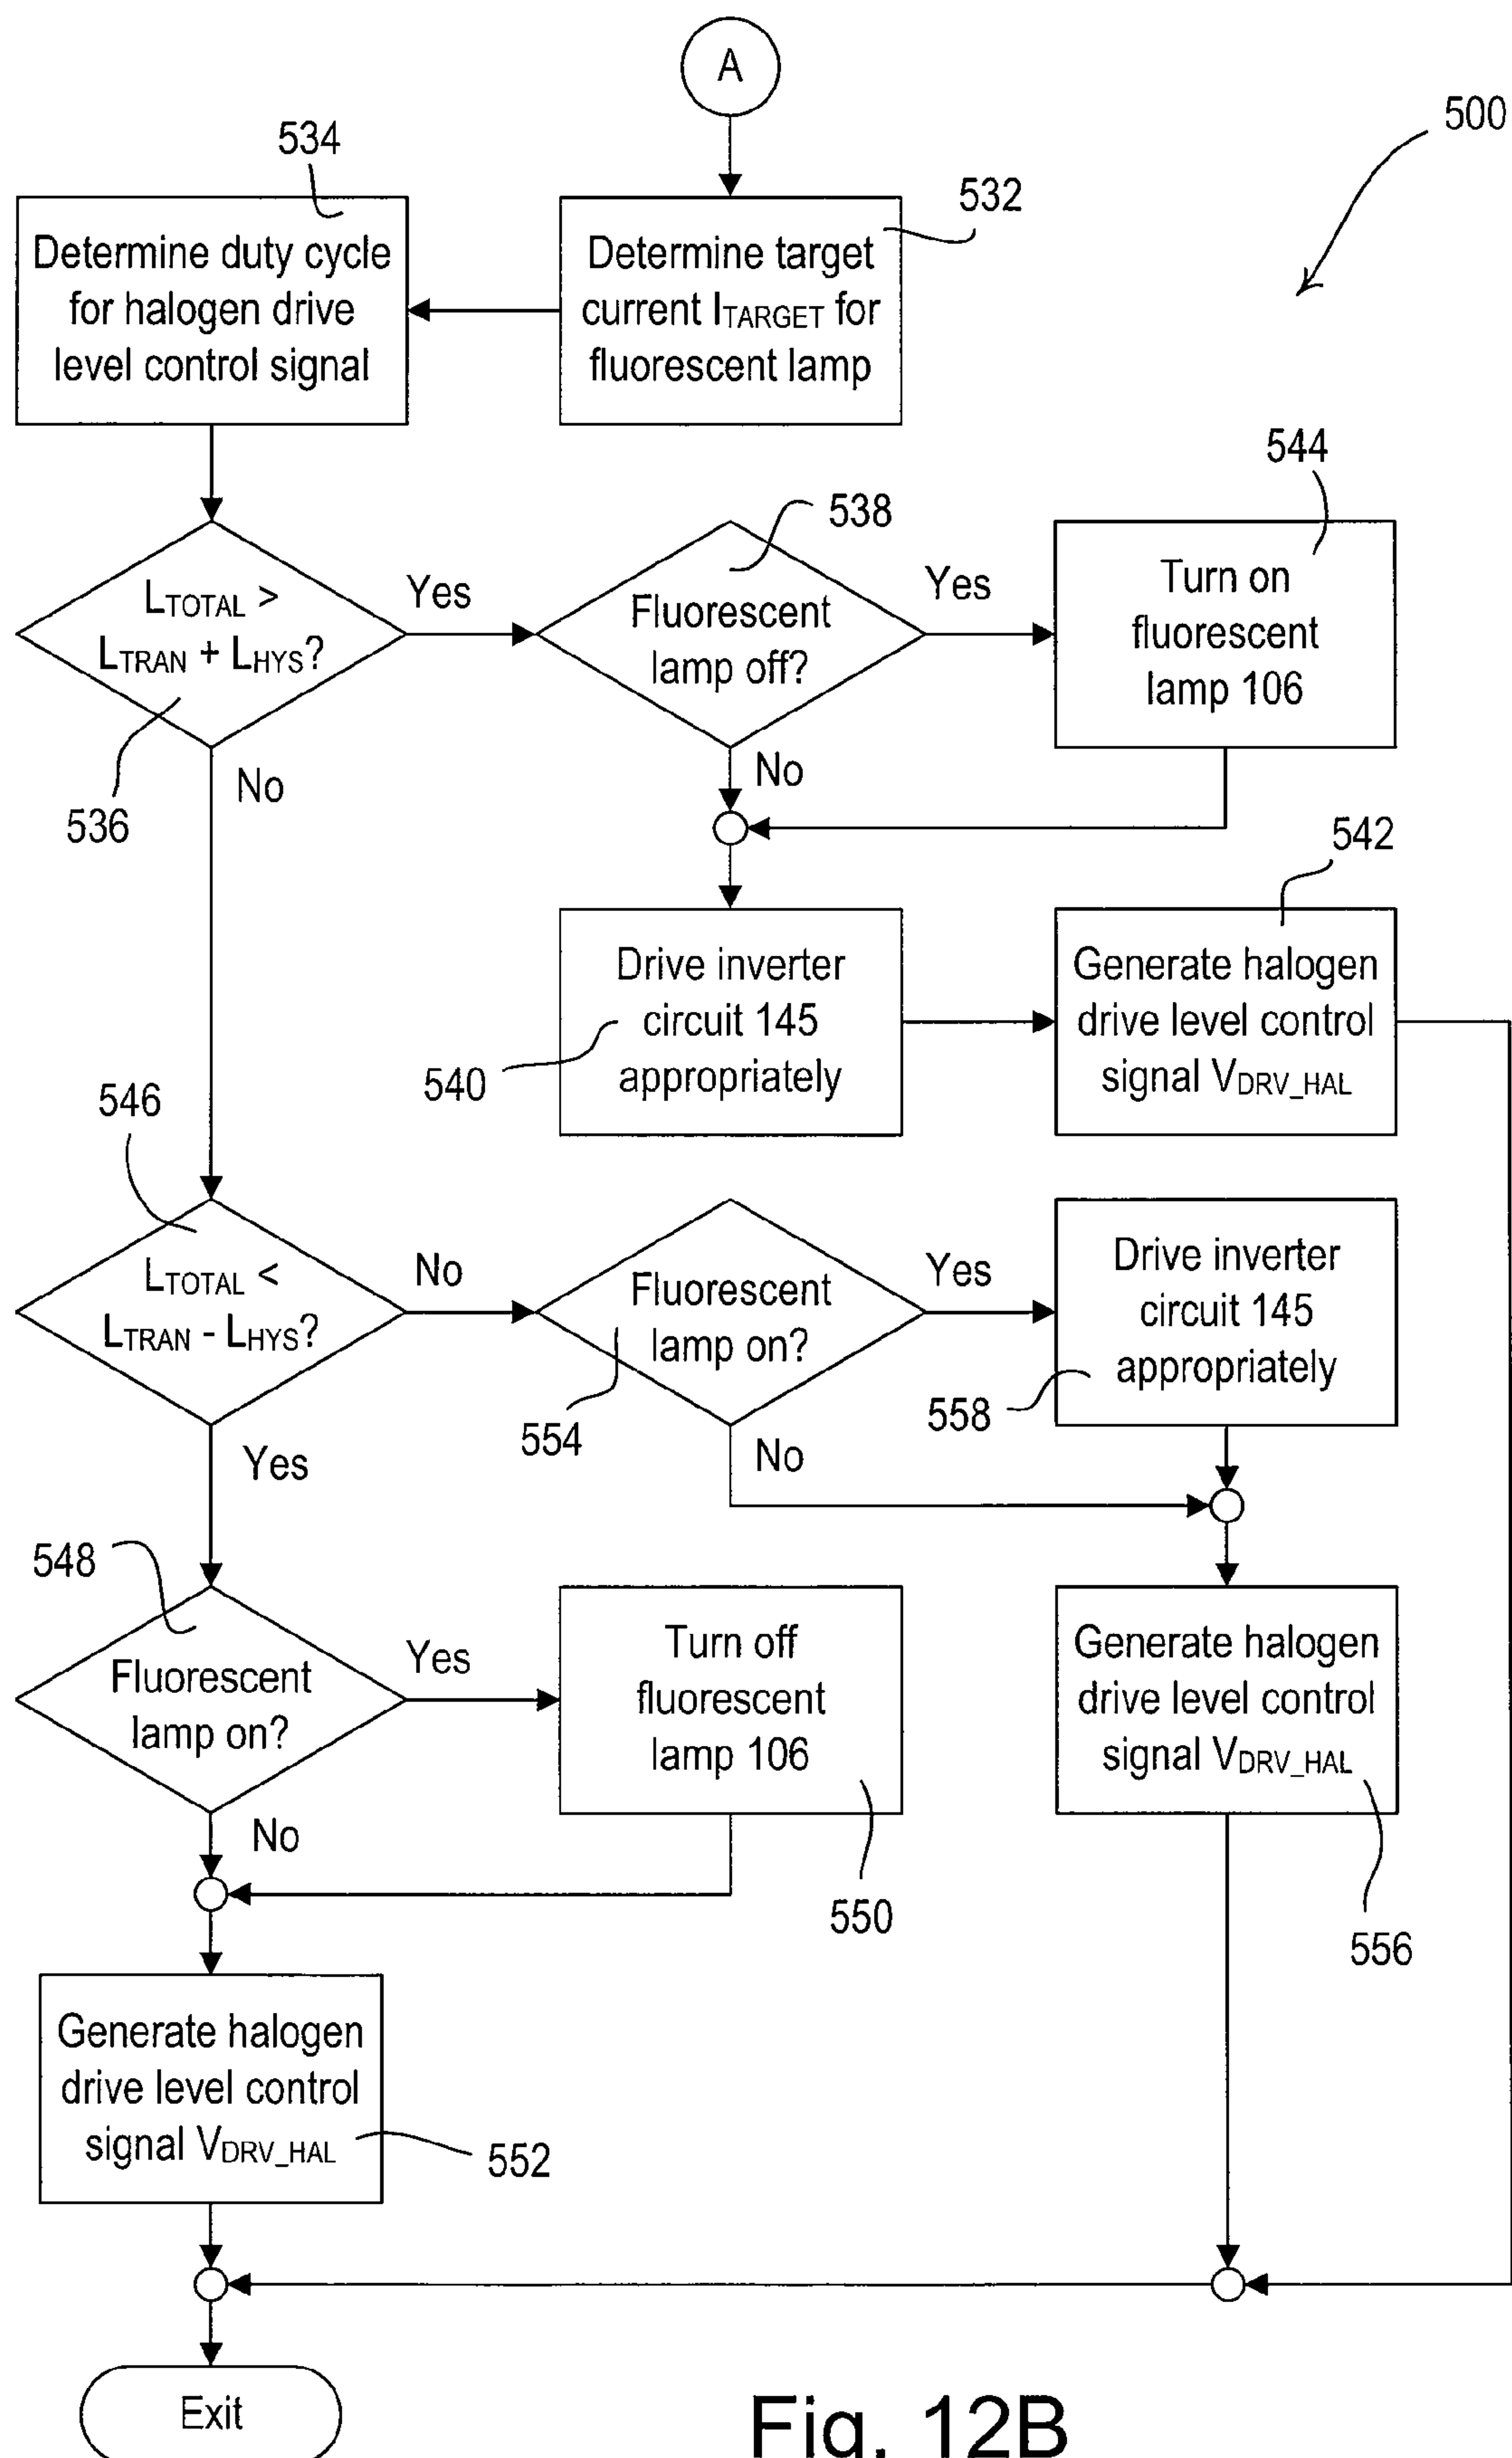 A
500
534
532
Determine duty cycle
for halogen drive
level control signal
Determine target
current ITARGET for
fluorescent lamp
544
538
LTOTAL >
LTRAN + LHYS?
Yes
Fluorescent
lamp off?
Yes
Turn on
fluorescent
lamp 106
536
No
No
542
Drive inverter
circuit 145
appropriately
540
Generate halogen
drive level control
signal VDRV_HAL
546
LTOTAL <
LTRAN - LHYS?
No
Fluorescent
lamp on?
Yes
Drive inverter
circuit 145
appropriately
554
558
Yes
No
548
Fluorescent
lamp on?
Yes
Turn off
fluorescent
lamp 106
Generate halogen
drive level control
signal VDRV_HAL
No
550
556
Generate halogen
drive level control
signal VDRV_HAL
552
Exit
Fig. 12B